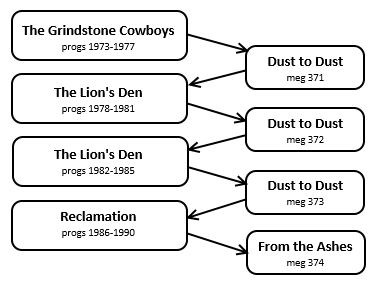 The Grindstone Cowboys
progs 1973-1977
Dust to Dust
meg 371
The Lion's Den
progs 1978-1981
Dust to Dust
meg 372
The Lion's Den
progs 1982-1985
Dust to Dust
meg 373
Reclamation
progs 1986-1990
From the Ashes
meg 374